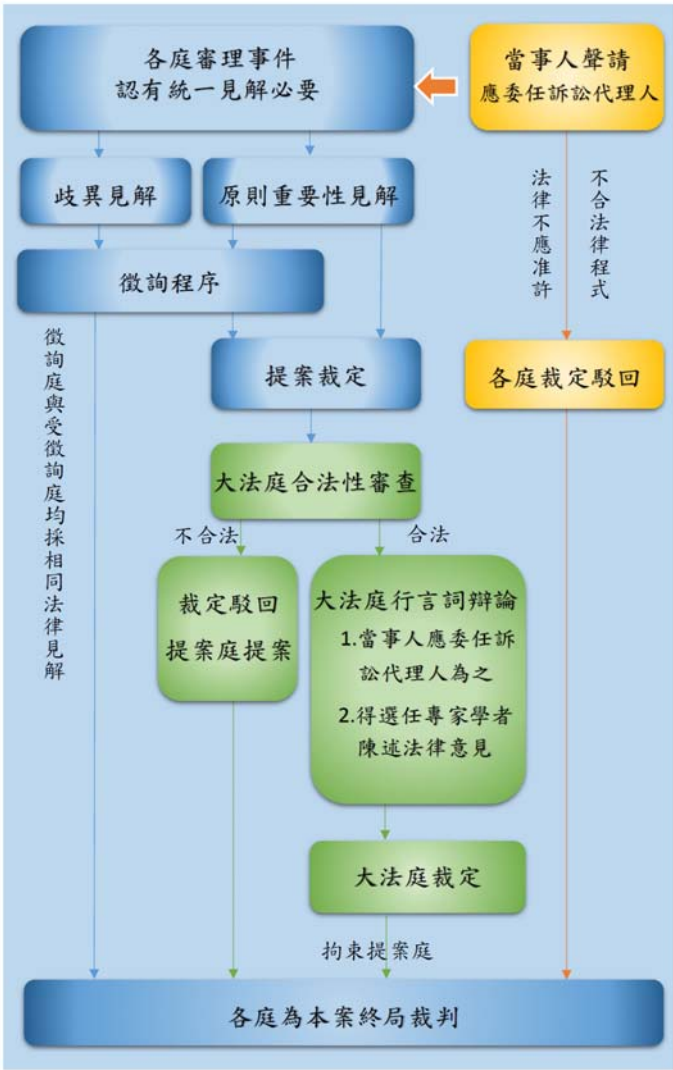 各庭審理事件
認有統一見解必要
當事人聲請
應委任訴訟代理人
歧異見解
原則重要性見解
法律不應准許
不合法律程式
徵詢程序
徵詢庭與受徵詢庭均採相同法律見解
提案裁定
各庭裁定駁回
大法庭合法性審查
不合法
合法
裁定駁回
提案庭提案
大法庭行言詞辯論
1.當事人應委任訴
訟代理人為之
2.得選任專家學者
陳述法律意見
大法庭裁定
拘束提案庭
各庭為本案終局裁判